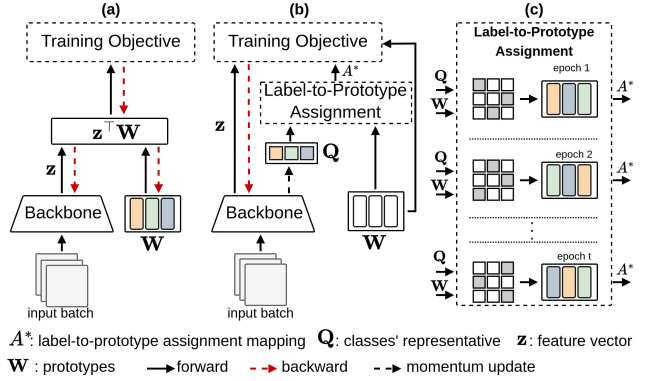 (a)
Training Objective
z⊤W
z
Backbone
W
input batch
(b)
Training Objective
A*
Label-to-Prototype
Assignment
z
Q
Backbone
W
input batch
(c)
Label-to-Prototype
Assignment
epoch 1
Q
W
A*
epoch 2
Q
W
A*
epoch t
Q
W
A*
A*: label-to-prototype assignment mapping Q: classes' representative z: feature vector
W : prototypes forward backward momentum update